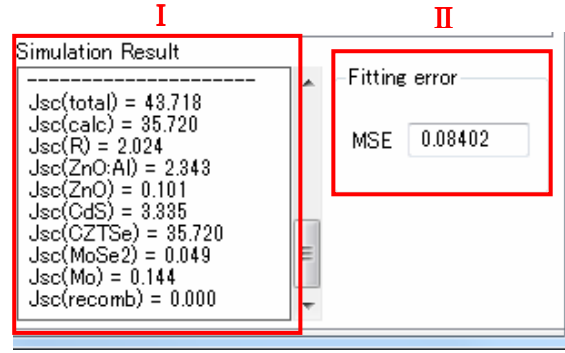 I
II
Simulation Result
---------------------
Jsc(total) = 43.718
Jsc(calc) = 35.720
Jsc(R) = 2.024
Jsc(ZnO:Al) = 2.343
Jsc(ZnO) = 0.101
Jsc(CdS) = 3.335
Jsc(CZTSe) = 35.720
Jsc(MoSe2) = 0.049
Jsc(Mo) = 0.144
Jsc(recomb) = 0.000
Fitting error
MSE 0.08402